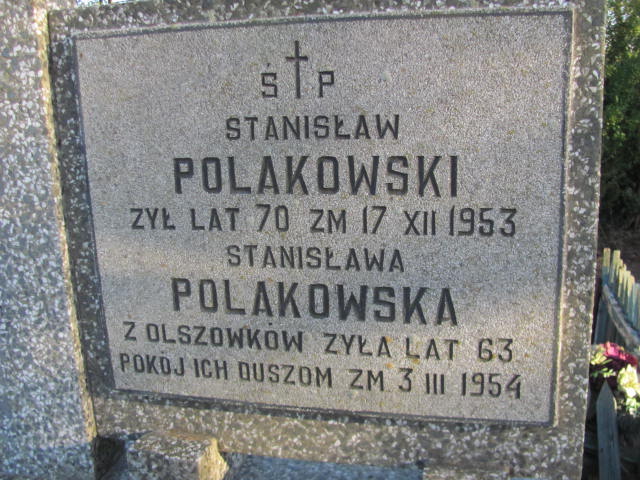 Ś P
STANISŁAW
POLAKOWSKI
ZYŁ LAT 70 ZM 17 XII 1953
STANISŁAWA
POLAKOWSKA
Z OLSZOWKÓW ZYŁA LAT 63
POKÓJ ICH DUSZOM ZM 3 III 1954